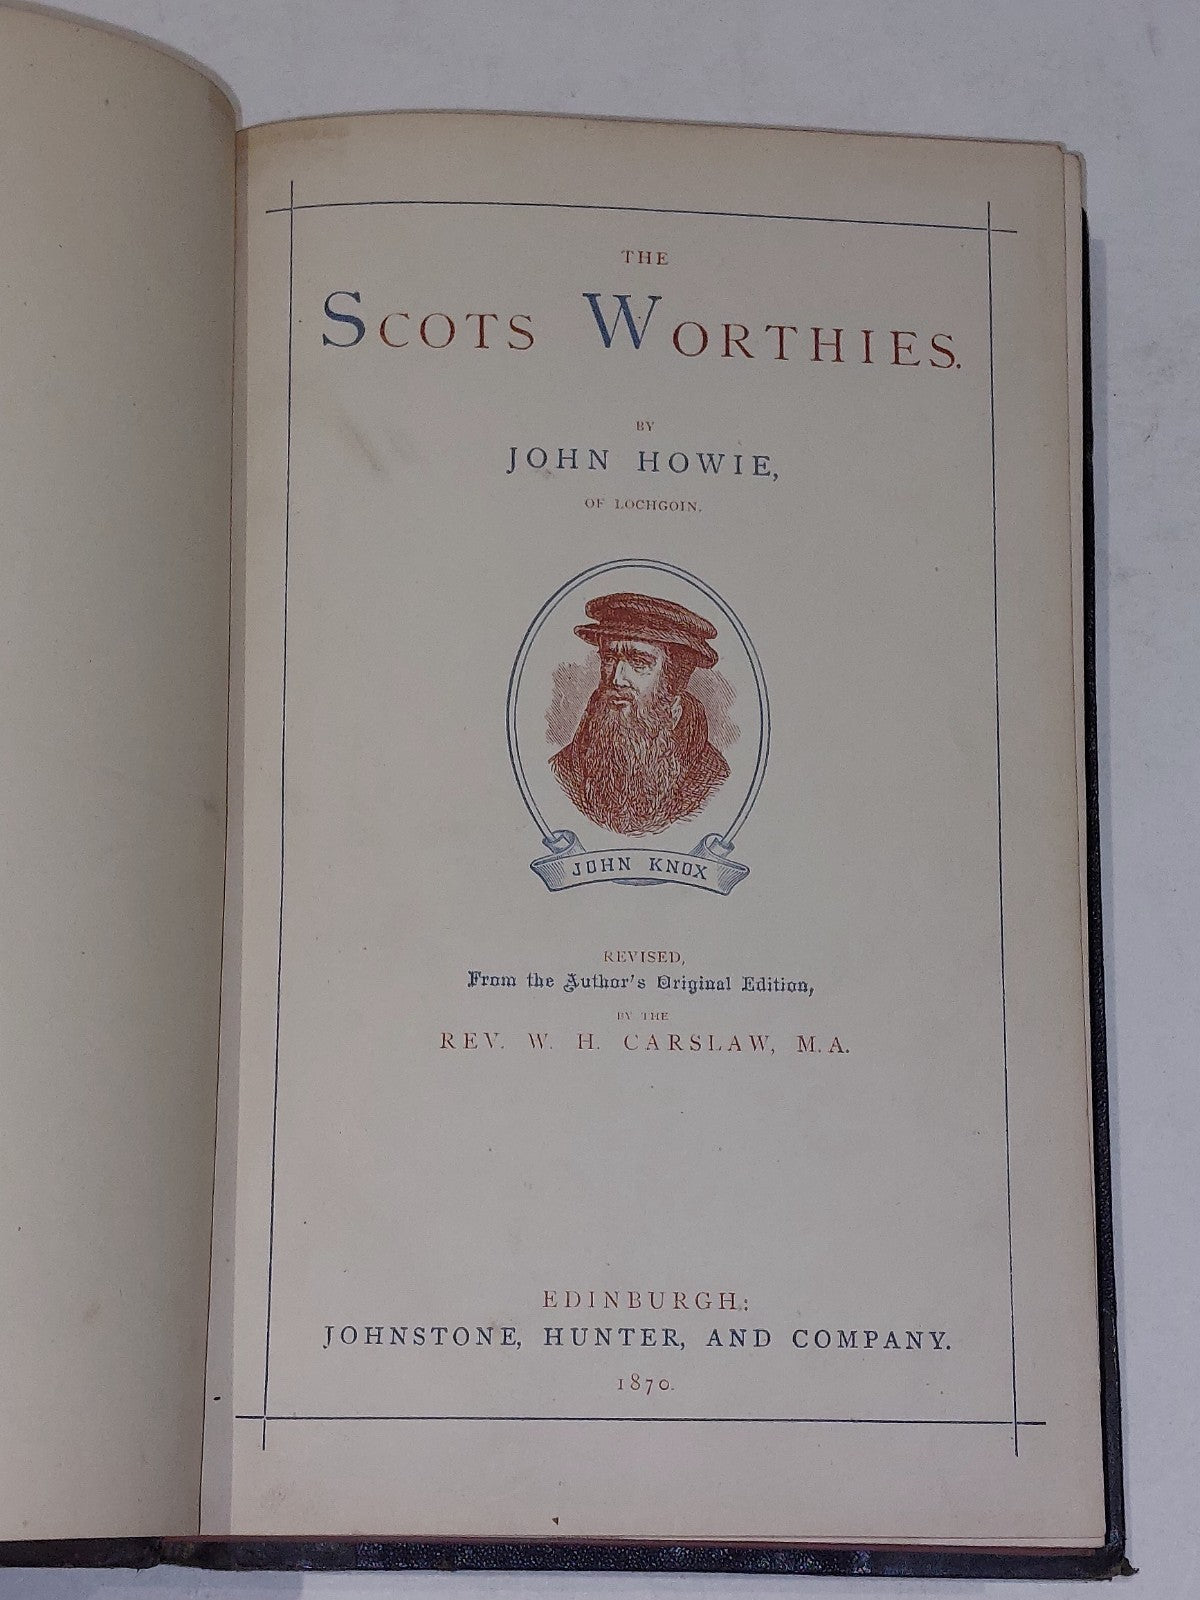 THE
SCOTS WORTHIES.
BY
JOHN HOWIE,
OF LOCHGOIN.
JOHN KNOX
REVISED,
From the Author's Original Edition,
BY THE
REV. W. H. CARSLAW, M.A.
EDINBURGH:
JOHNSTONE, HUNTER, AND COMPANY.
1870.